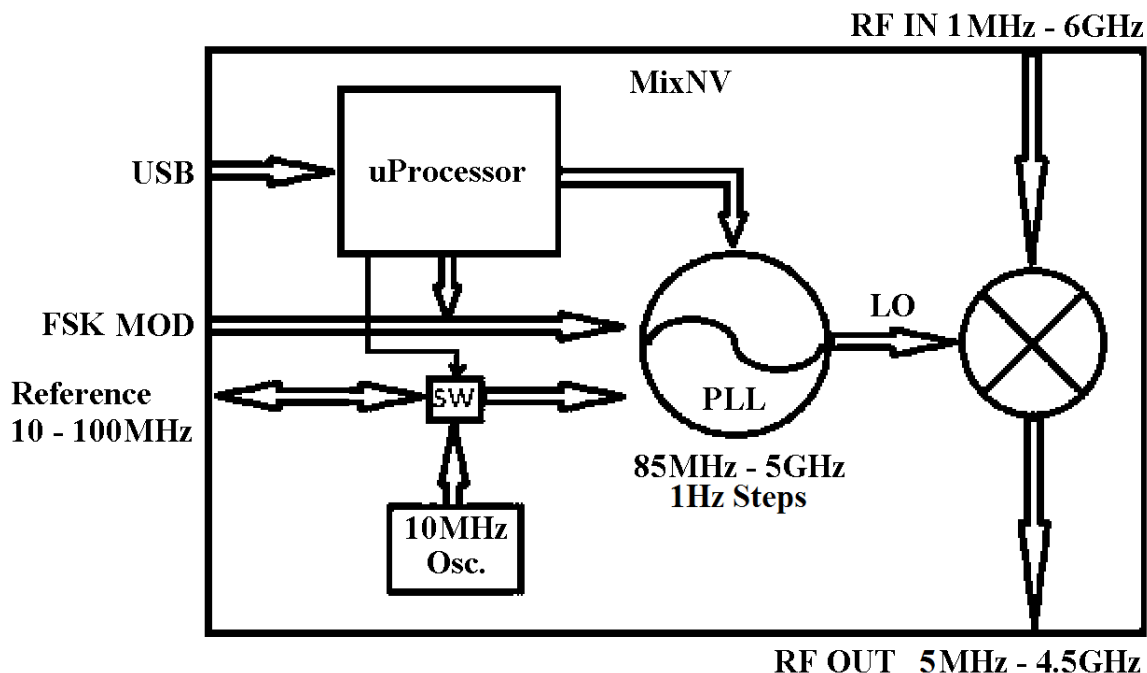 RF IN 1MHz - 6GHz
MixNV
USB
uProcessor
FSK MOD
LO
Reference
10 - 100MHz
SW
PLL
85MHz - 5GHz
1Hz Steps
10MHz
Osc.
RF OUT 5MHz - 4.5GHz